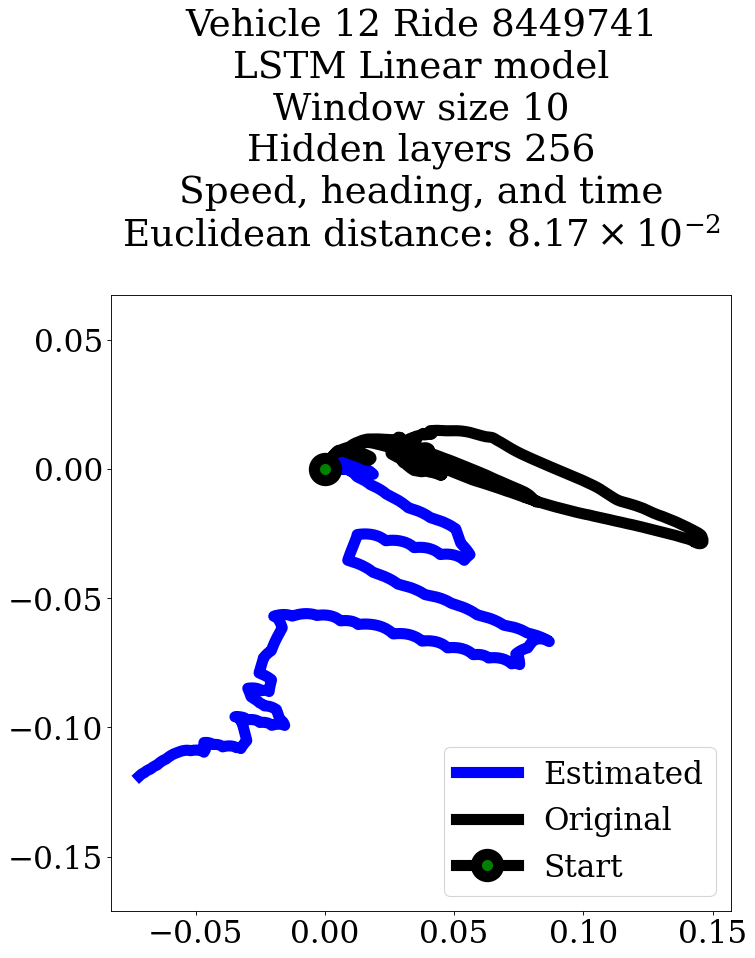 Vehicle 12 Ride 8449741
LSTM Linear model
Window size 10
Hidden layers 256
Speed, heading, and time
Euclidean distance: 8.17 × 10⁻²
0.05
0.00
−0.05
−0.10
−0.15
Estimated
Original
Start
−0.05 0.00 0.05 0.10 0.15